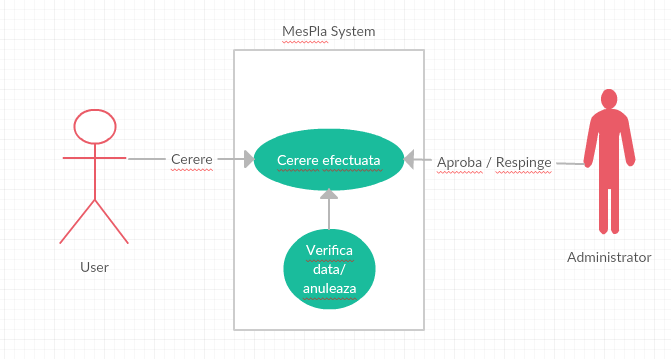 MesPla System
Cerere
Cerere efectuata
Aproba / Respinge
Verifica
data/
anuleaza
User
Administrator